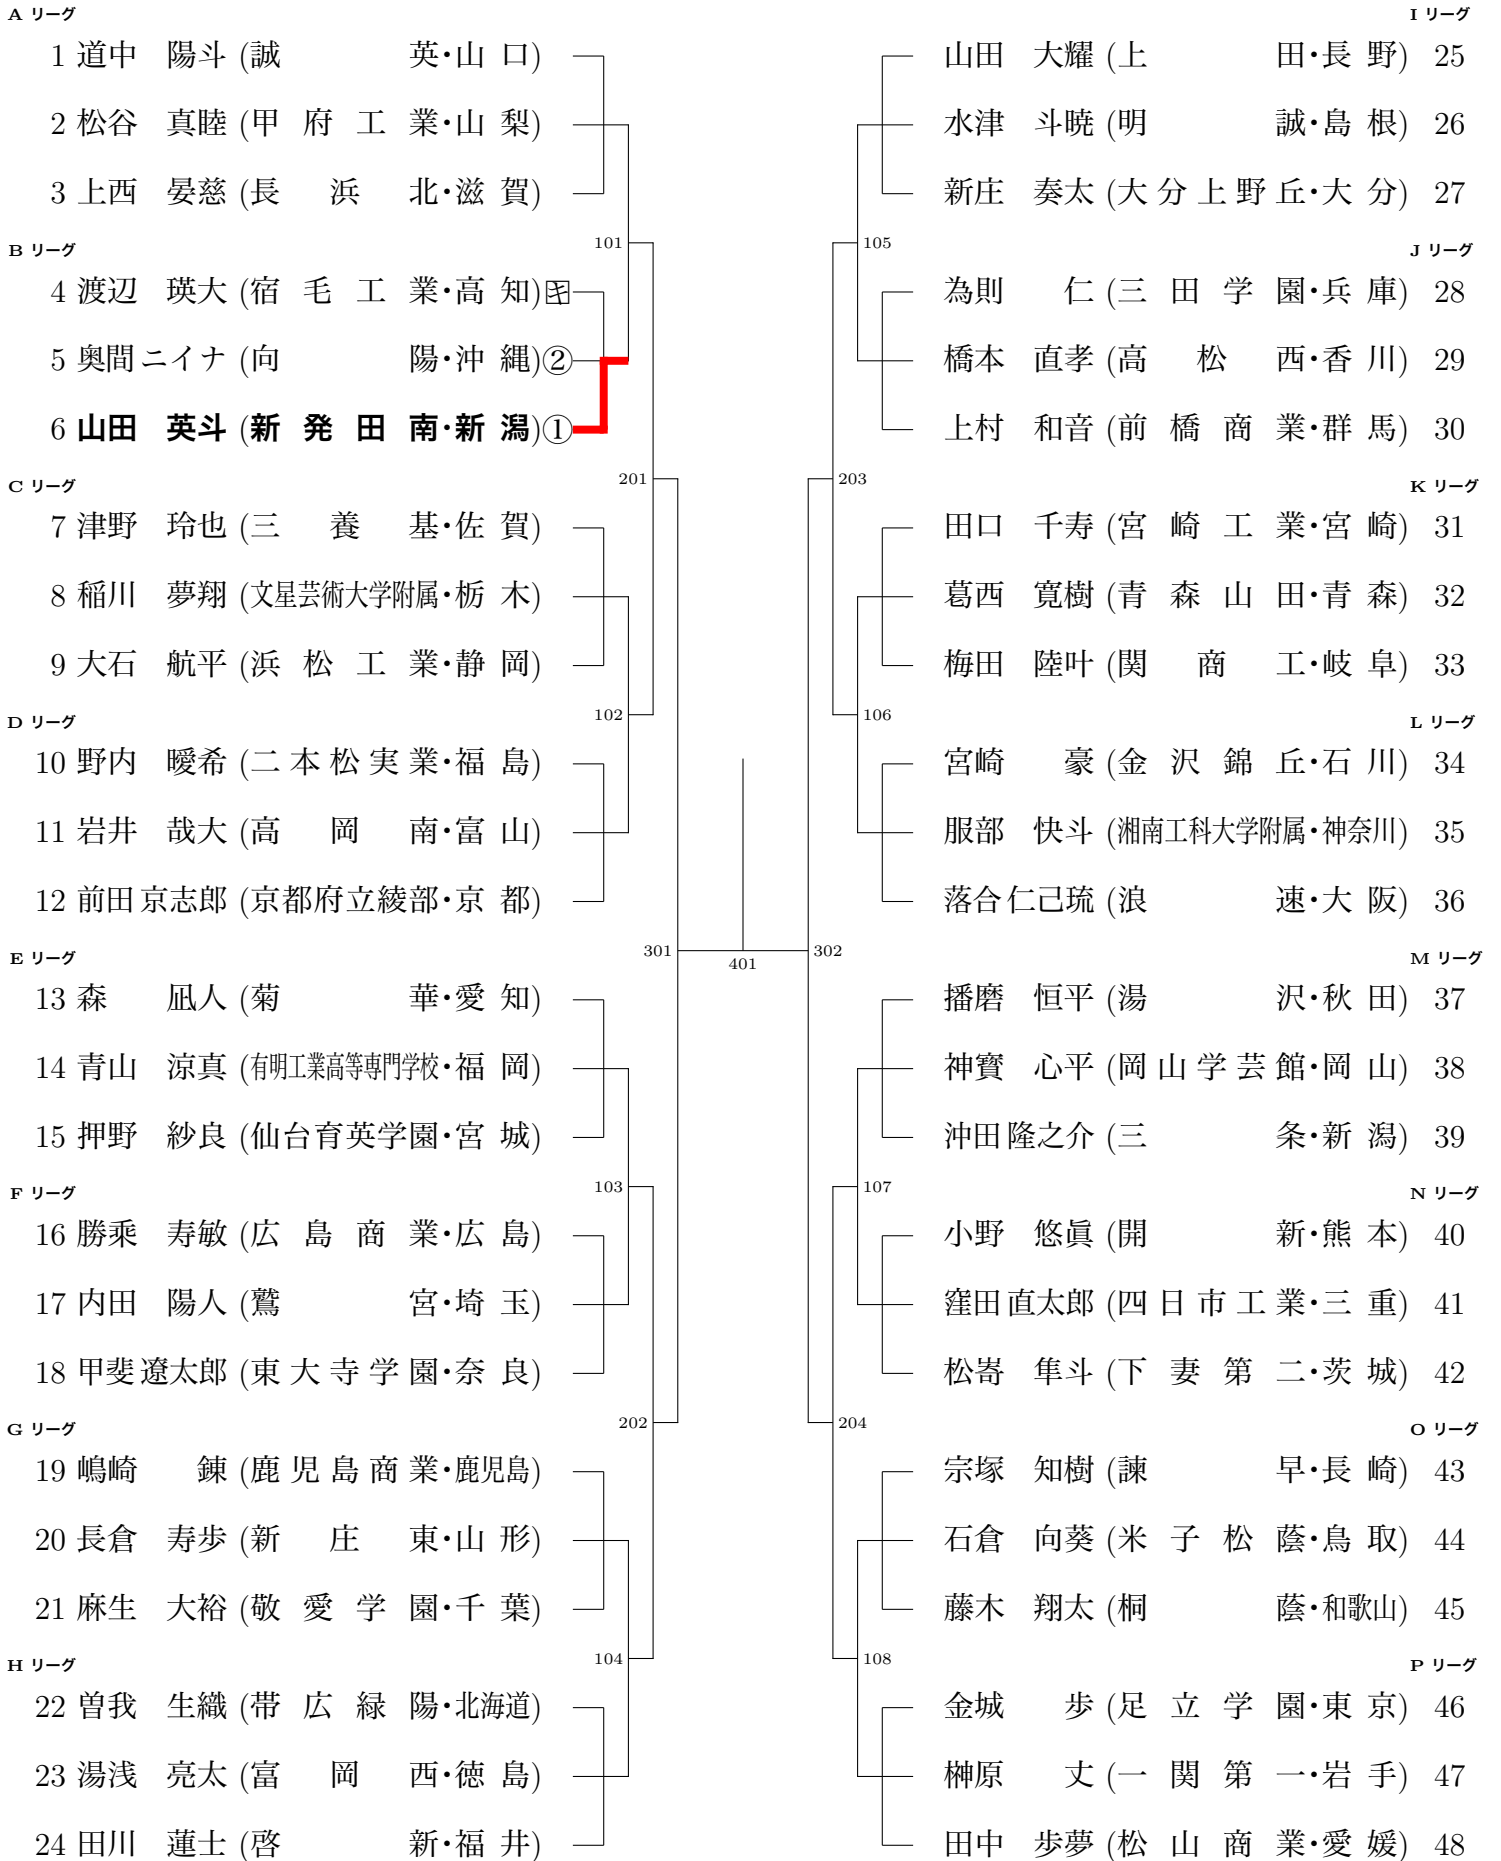 A リーグ
1 道中 陽斗 (誠 英・山 口)
2 松谷 真睦 (甲 府 工 業・山 梨)
3 上西 晏慈 (長 浜 北・滋 賀)
101
B リーグ
4 渡辺 瑛大 (宿 毛 工 業・高 知)キ
5 奥間ニイナ (向 陽・沖 縄)②
6 山田 英斗 (新 発 田 南・新 潟)①
201
C リーグ
7 津野 玲也 (三 養 基・佐 賀)
8 稲川 夢翔 (文星芸術大学附属・栃 木)
9 大石 航平 (浜 松 工 業・静 岡)
102
D リーグ
10 野内 曖希 (二 本 松 実 業・福 島)
11 岩井 哉大 (高 岡 南・富 山)
12 前田京志郎 (京都府立綾部・京 都)
301
401
E リーグ
13 森 凪人 (菊 華・愛 知)
14 青山 涼真 (有明工業高等専門学校・福 岡)
15 押野 紗良 (仙台育英学園・宮 城)
103
F リーグ
16 勝乘 寿敏 (広 島 商 業・広 島)
17 内田 陽人 (鷲 宮・埼 玉)
18 甲斐遼太郎 (東 大 寺 学 園・奈 良)
202
G リーグ
19 嶋崎 錬 (鹿 児 島 商 業・鹿児島)
20 長倉 寿歩 (新 庄 東・山 形)
21 麻生 大裕 (敬 愛 学 園・千 葉)
104
H リーグ
22 曽我 生織 (帯 広 緑 陽・北海道)
23 湯浅 亮太 (富 岡 西・徳 島)
24 田川 蓮士 (啓 新・福 井)
I リーグ
山田 大耀 (上 田・長 野) 25
水津 斗暁 (明 誠・島 根) 26
新庄 奏太 (大 分 上 野 丘・大 分) 27
105
J リーグ
為則 仁 (三 田 学 園・兵 庫) 28
橋本 直孝 (高 松 西・香 川) 29
上村 和音 (前 橋 商 業・群 馬) 30
203
K リーグ
田口 千寿 (宮 崎 工 業・宮 崎) 31
葛西 寛樹 (青 森 山 田・青 森) 32
梅田 陸叶 (関 商 工・岐 阜) 33
106
L リーグ
宮崎 豪 (金 沢 錦 丘・石 川) 34
服部 快斗 (湘南工科大学附属・神奈川) 35
落合仁己琉 (浪 速・大 阪) 36
302
M リーグ
播磨 恒平 (湯 沢・秋 田) 37
神寳 心平 (岡 山 学 芸 館・岡 山) 38
沖田隆之介 (三 条・新 潟) 39
107
N リーグ
小野 悠眞 (開 新・熊 本) 40
窪田直太郎 (四 日 市 工 業・三 重) 41
松嵜 隼斗 (下 妻 第 二・茨 城) 42
204
O リーグ
宗塚 知樹 (諫 早・長 崎) 43
石倉 向葵 (米 子 松 蔭・鳥 取) 44
藤木 翔太 (桐 蔭・和歌山) 45
108
P リーグ
金城 歩 (足 立 学 園・東 京) 46
榊原 丈 (一 関 第 一・岩 手) 47
田中 歩夢 (松 山 商 業・愛 媛) 48